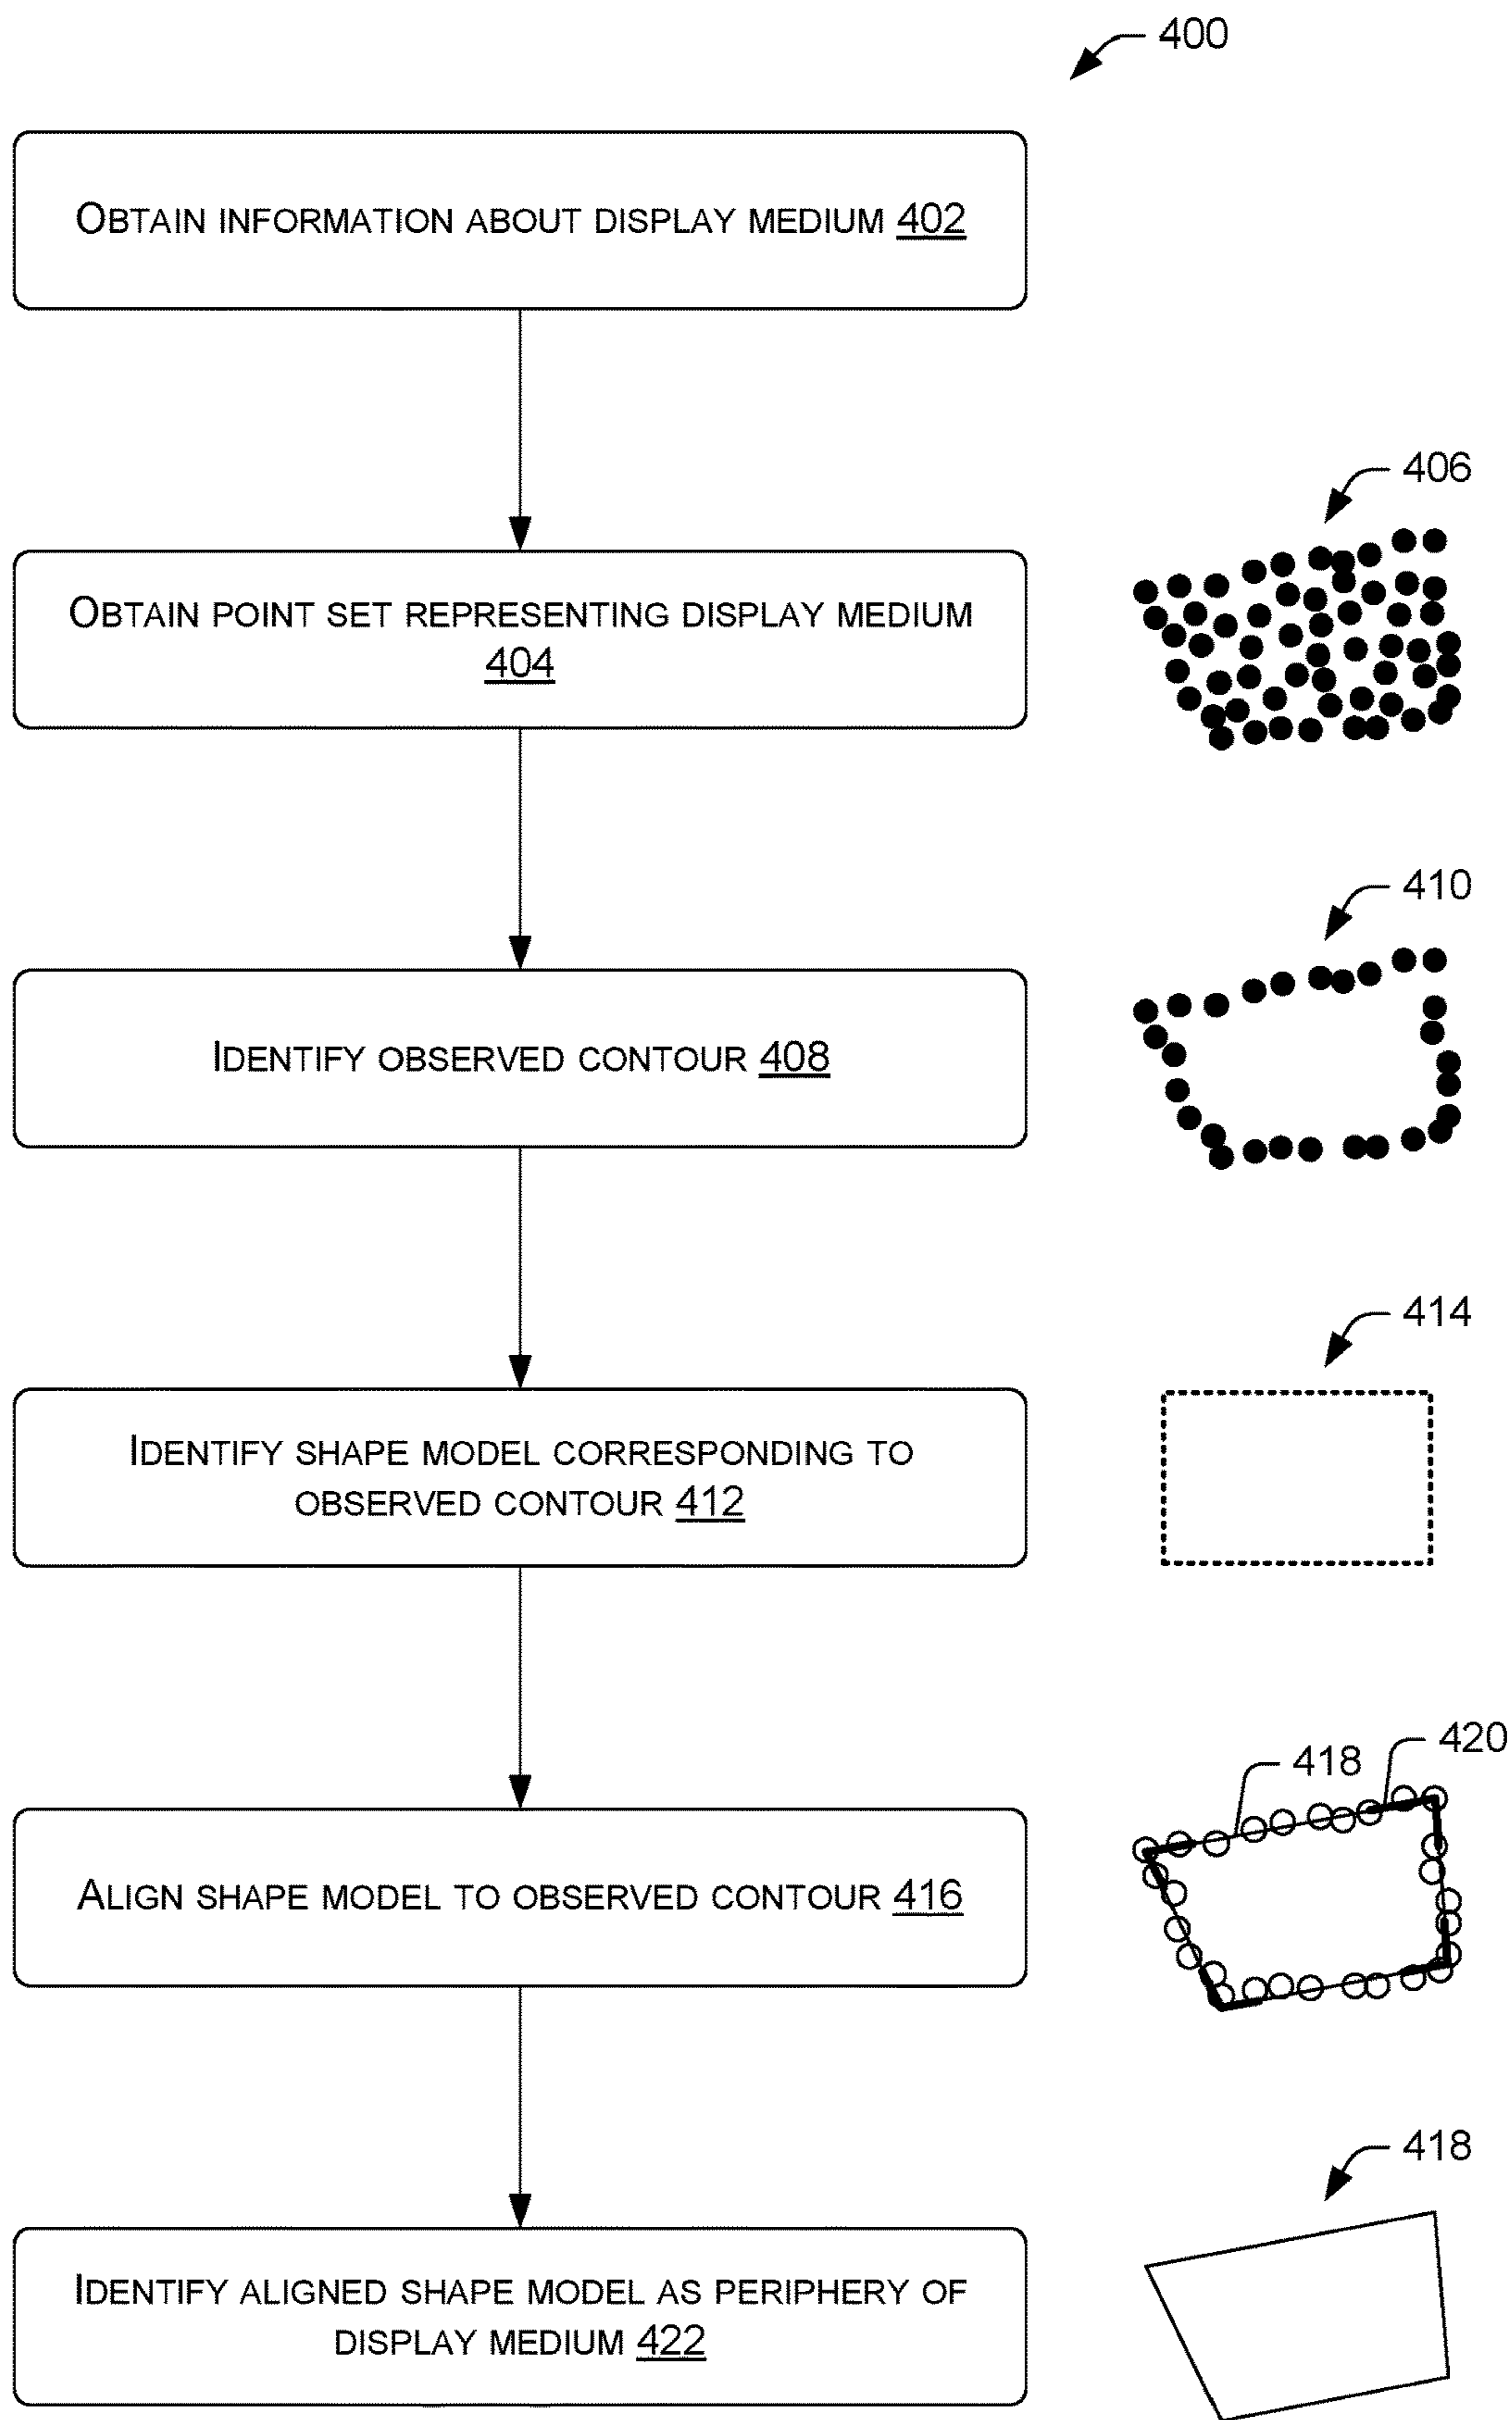 400
OBTAIN INFORMATION ABOUT DISPLAY MEDIUM 402
406
OBTAIN POINT SET REPRESENTING DISPLAY MEDIUM
404
410
IDENTIFY OBSERVED CONTOUR 408
414
IDENTIFY SHAPE MODEL CORRESPONDING TO
OBSERVED CONTOUR 412
420
418
ALIGN SHAPE MODEL TO OBSERVED CONTOUR 416
418
IDENTIFY ALIGNED SHAPE MODEL AS PERIPHERY OF
DISPLAY MEDIUM 422